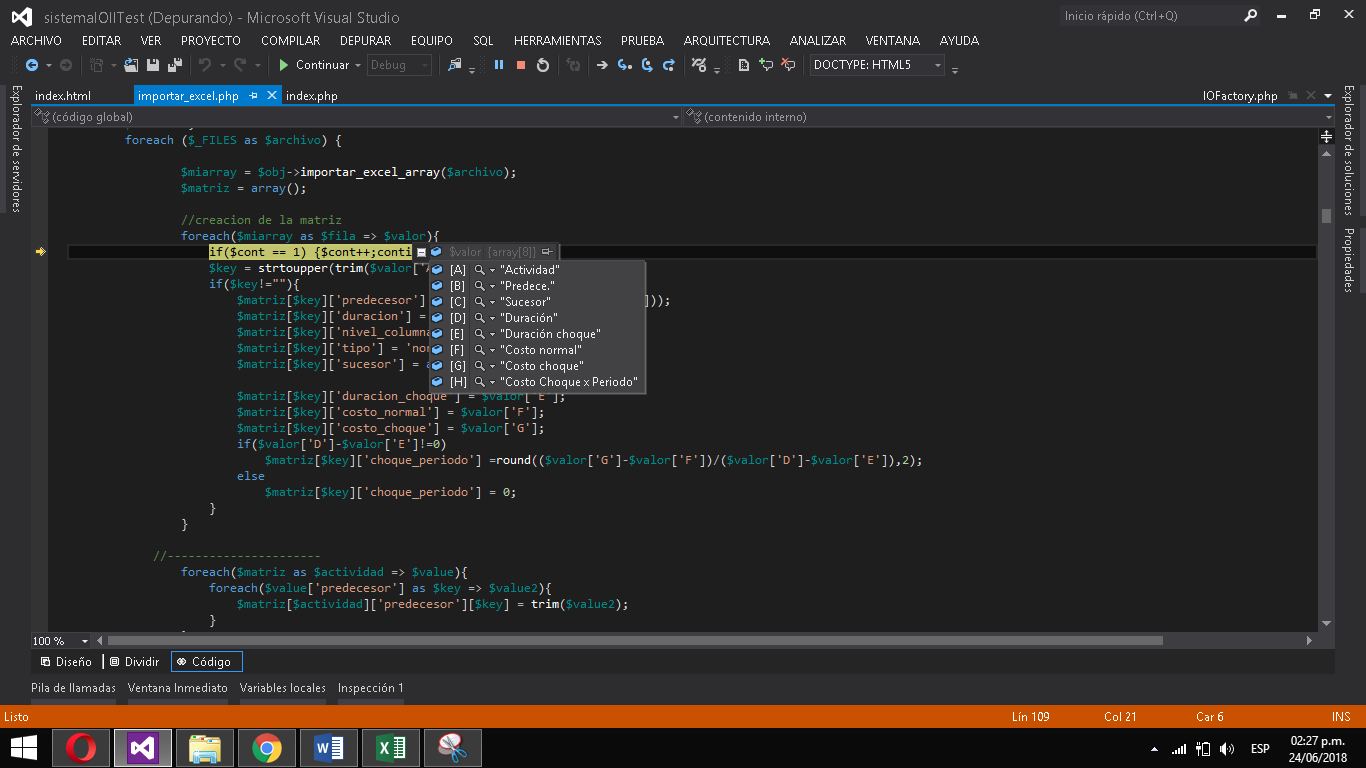 sistemaIOIITest (Depurando) - Microsoft Visual Studio
Inicio rápido (Ctrl+Q)
ARCHIVO EDITAR VER PROYECTO COMPILAR DEPURAR EQUIPO SQL HERRAMIENTAS PRUEBA ARQUITECTURA ANALIZAR VENTANA AYUDA
Continuar Debug DOCTYPE: HTML5
index.html importar_excel.php index.php IOFactory.php
(código global) (contenido interno)
Explorador de servidores
Explorador de soluciones
Propiedades
foreach ($_FILES as $archivo) {
$miarray = $obj->importar_excel_array($archivo);
$matriz = array();
//creacion de la matriz
foreach($miarray as $fila => $valor){
if($cont == 1) {$cont++;conti
$valor {array[8]}
$key = strtoupper(trim($valor['A
[A] "Actividad"
if($key!=""){
[B] "Predece."
$matriz[$key]['predecesor']
[C] "Sucesor"
]));
$matriz[$key]['duracion'] =
[D] "Duración"
$matriz[$key]['nivel_columna
[E] "Duración choque"
$matriz[$key]['tipo'] = 'nor
[F] "Costo normal"
$matriz[$key]['sucesor'] = a
[G] "Costo choque"
[H] "Costo Choque x Periodo"
$matriz[$key]['duracion_choque'] = $valor['E'];
$matriz[$key]['costo_normal'] = $valor['F'];
$matriz[$key]['costo_choque'] = $valor['G'];
if($valor['D']-$valor['E']!=0)
$matriz[$key]['choque_periodo'] =round(($valor['G']-$valor['F'])/($valor['D']-$valor['E']),2);
else
$matriz[$key]['choque_periodo'] = 0;
}
}
//----------------------
foreach($matriz as $actividad => $value){
foreach($value['predecesor'] as $key => $value2){
$matriz[$actividad]['predecesor'][$key] = trim($value2);
}
100 %
Diseño Dividir Código
Pila de llamadas Ventana Inmediato Variables locales Inspección 1
Listo Lín 109 Col 21 Car 6 INS
ESP
02:27 p.m.
24/06/2018